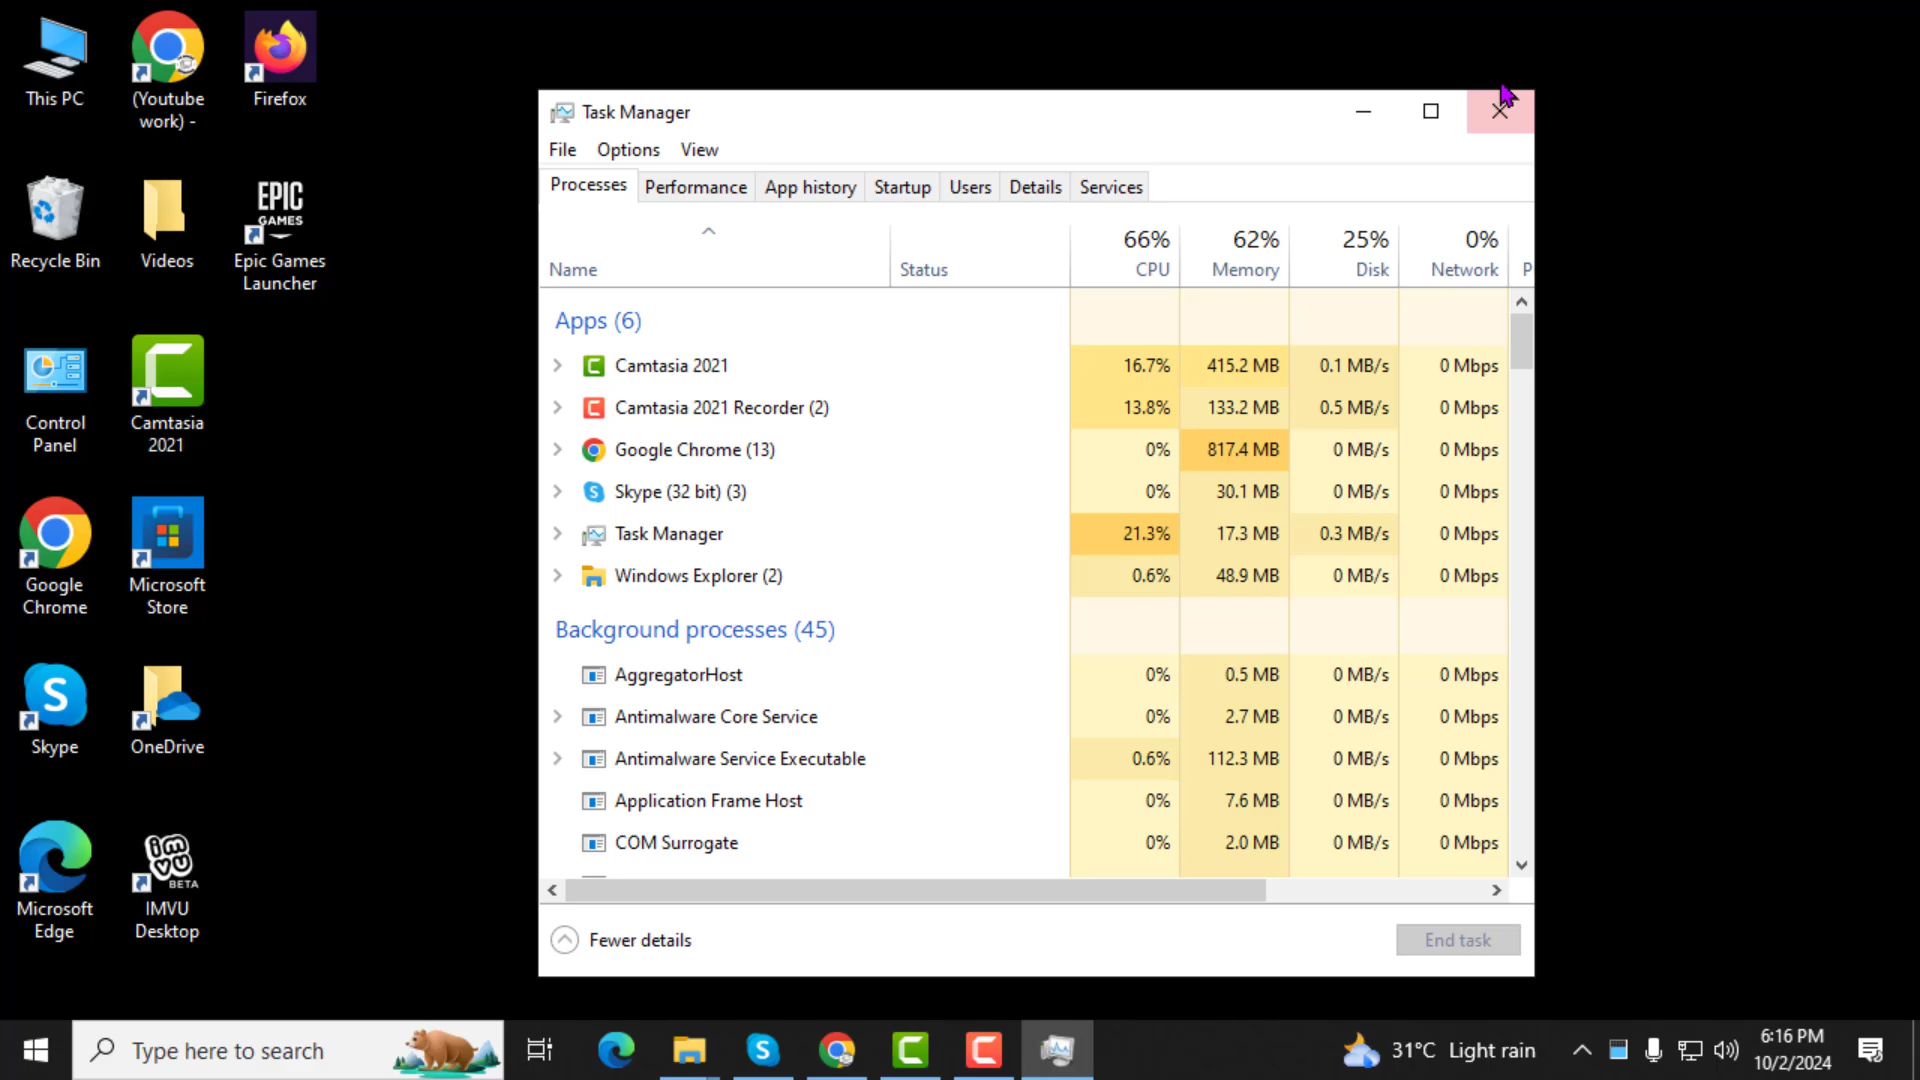 This PC
(Youtube
work) -
Firefox
Recycle Bin
Videos
EPIC
GAMES
Epic Games
Launcher
Control
Panel
Camtasia
2021
Google
Chrome
Microsoft
Store
Skype
OneDrive
Microsoft
Edge
imvu
BETA
IMVU
Desktop
Task Manager
File Options View
Processes Performance App history Startup Users Details Services
66% 62% 25% 0%
Name Status CPU Memory Disk Network P
Apps (6)
Camtasia 2021 16.7% 415.2 MB 0.1 MB/s 0 Mbps
Camtasia 2021 Recorder (2) 13.8% 133.2 MB 0.5 MB/s 0 Mbps
Google Chrome (13) 0% 817.4 MB 0 MB/s 0 Mbps
Skype (32 bit) (3) 0% 30.1 MB 0 MB/s 0 Mbps
Task Manager 21.3% 17.3 MB 0.3 MB/s 0 Mbps
Windows Explorer (2) 0.6% 48.9 MB 0 MB/s 0 Mbps
Background processes (45)
AggregatorHost 0% 0.5 MB 0 MB/s 0 Mbps
Antimalware Core Service 0% 2.7 MB 0 MB/s 0 Mbps
Antimalware Service Executable 0.6% 112.3 MB 0 MB/s 0 Mbps
Application Frame Host 0% 7.6 MB 0 MB/s 0 Mbps
COM Surrogate 0% 2.0 MB 0 MB/s 0 Mbps
Fewer details
End task
Type here to search
31°C Light rain
6:16 PM
10/2/2024